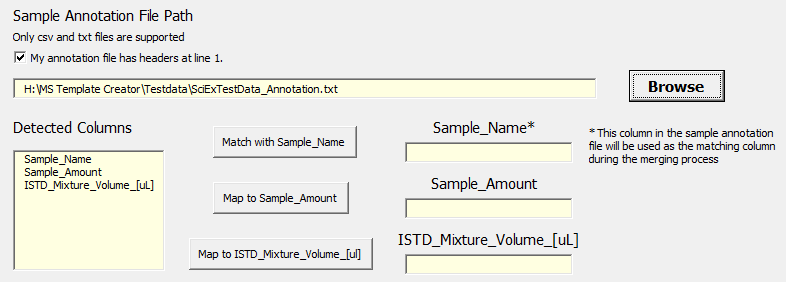 Sample Annotation File Path
Only csv and txt files are supported
My annotation file has headers at line 1.
H:\MS Template Creator\Testdata\SciExTestData_Annotation.txt
Browse
Detected Columns
Sample_Name
Sample_Amount
ISTD_Mixture_Volume_[uL]
Match with Sample_Name
Map to Sample_Amount
Map to ISTD_Mixture_Volume_[ul]
Sample_Name*
Sample_Amount
ISTD_Mixture_Volume_[uL]
* This column in the sample annotation
file will be used as the matching column
during the merging process